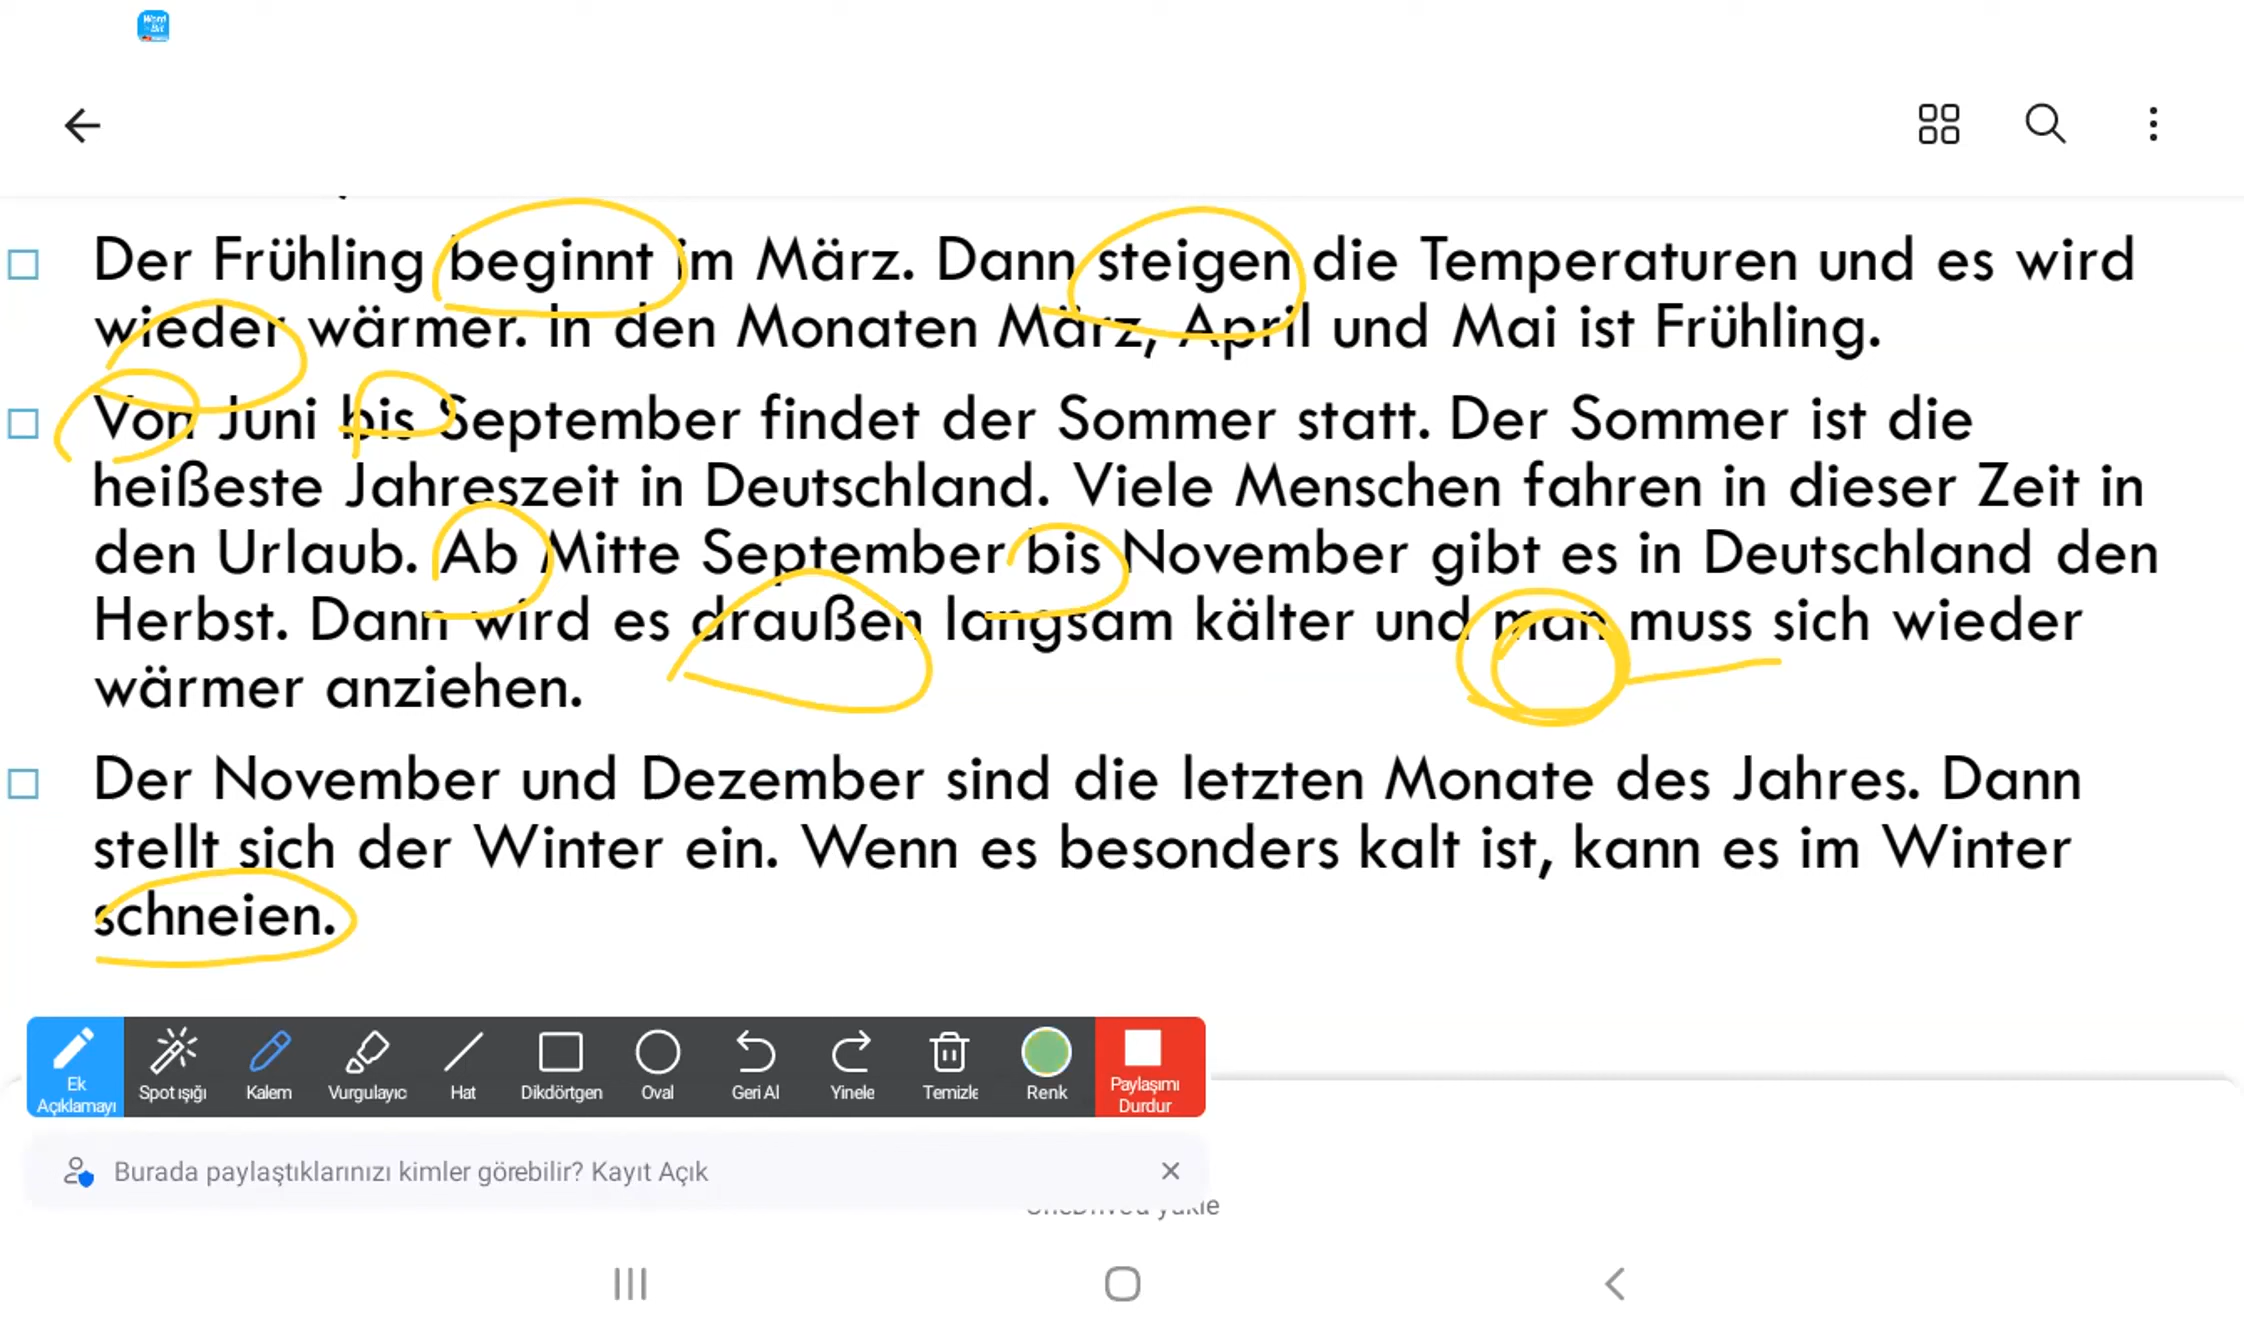 Word
Bit
Der Frühling beginnt im März. Dann steigen die Temperaturen und es wird
wieder wärmer. In den Monaten März, April und Mai ist Frühling.
Von Juni bis September findet der Sommer statt. Der Sommer ist die
heißeste Jahreszeit in Deutschland. Viele Menschen fahren in dieser Zeit in
den Urlaub. Ab Mitte September bis November gibt es in Deutschland den
Herbst. Dann wird es draußen langsam kälter und man muss sich wieder
wärmer anziehen.
Der November und Dezember sind die letzten Monate des Jahres. Dann
stellt sich der Winter ein. Wenn es besonders kalt ist, kann es im Winter
schneien.
Ek Açıklamayı Spot ışığı Kalem Vurgulayıc Hat Dikdörtgen Oval Geri Al Yinele Temizle Renk Paylaşımı Durdur
Burada paylaştıklarınızı kimler görebilir? Kayıt Açık